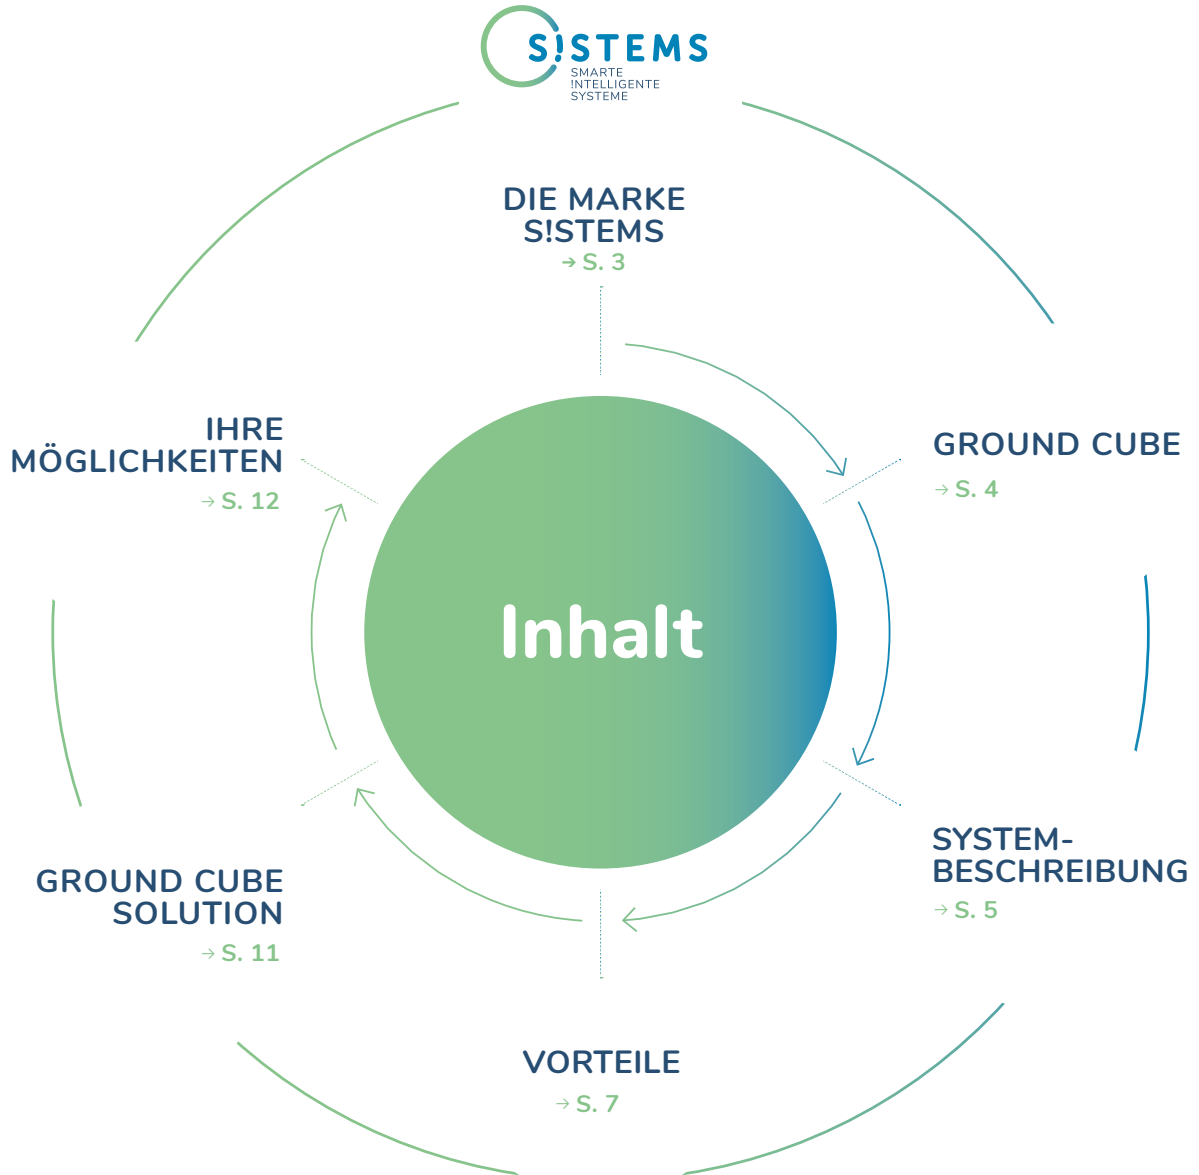 S!STEMS
SMARTE
!NTELLIGENTE
SYSTEME
DIE MARKE
S!STEMS
→ S. 3
GROUND CUBE
→ S. 4
SYSTEM-
BESCHREIBUNG
→ S. 5
VORTEILE
→ S. 7
GROUND CUBE
SOLUTION
→ S. 11
IHRE
MÖGLICHKEITEN
→ S. 12
Inhalt